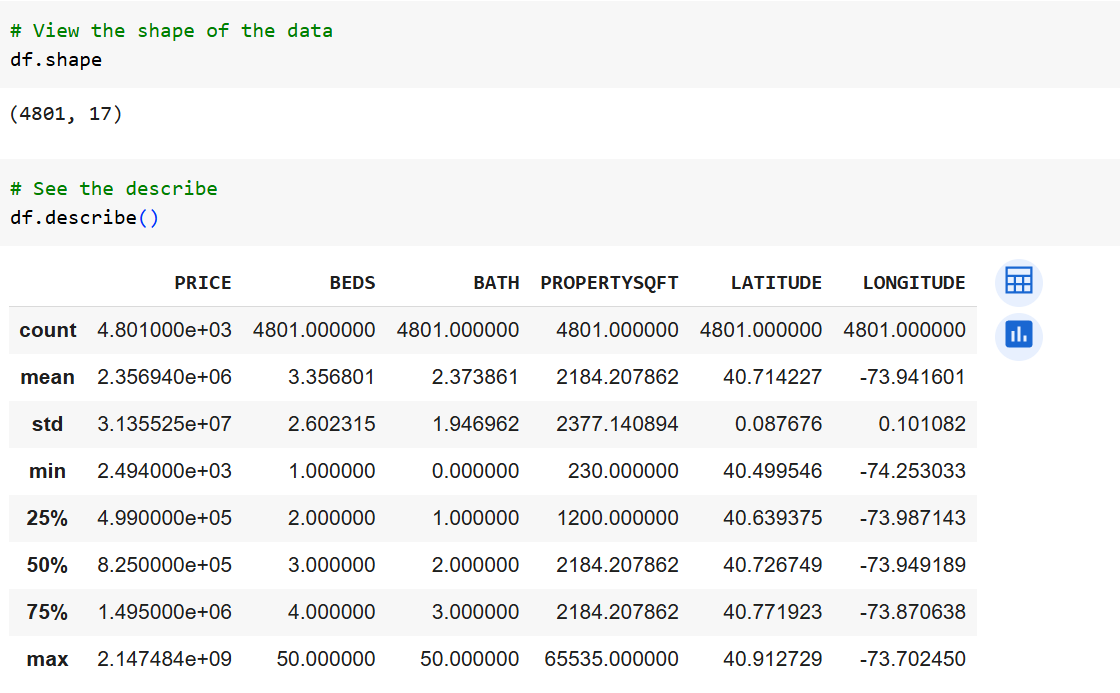 # View the shape of the data
df.shape
(4801, 17)
# See the describe
df.describe()
PRICE BEDS BATH PROPERTYSQFT LATITUDE LONGITUDE
count 4.801000e+03 4801.000000 4801.000000 4801.000000 4801.000000 4801.000000
mean 2.356940e+06 3.356801 2.373861 2184.207862 40.714227 -73.941601
std 3.135525e+07 2.602315 1.946962 2377.140894 0.087676 0.101082
min 2.494000e+03 1.000000 0.000000 230.000000 40.499546 -74.253033
25% 4.990000e+05 2.000000 1.000000 1200.000000 40.639375 -73.987143
50% 8.250000e+05 3.000000 2.000000 2184.207862 40.726749 -73.949189
75% 1.495000e+06 4.000000 3.000000 2184.207862 40.771923 -73.870638
max 2.147484e+09 50.000000 50.000000 65535.000000 40.912729 -73.702450